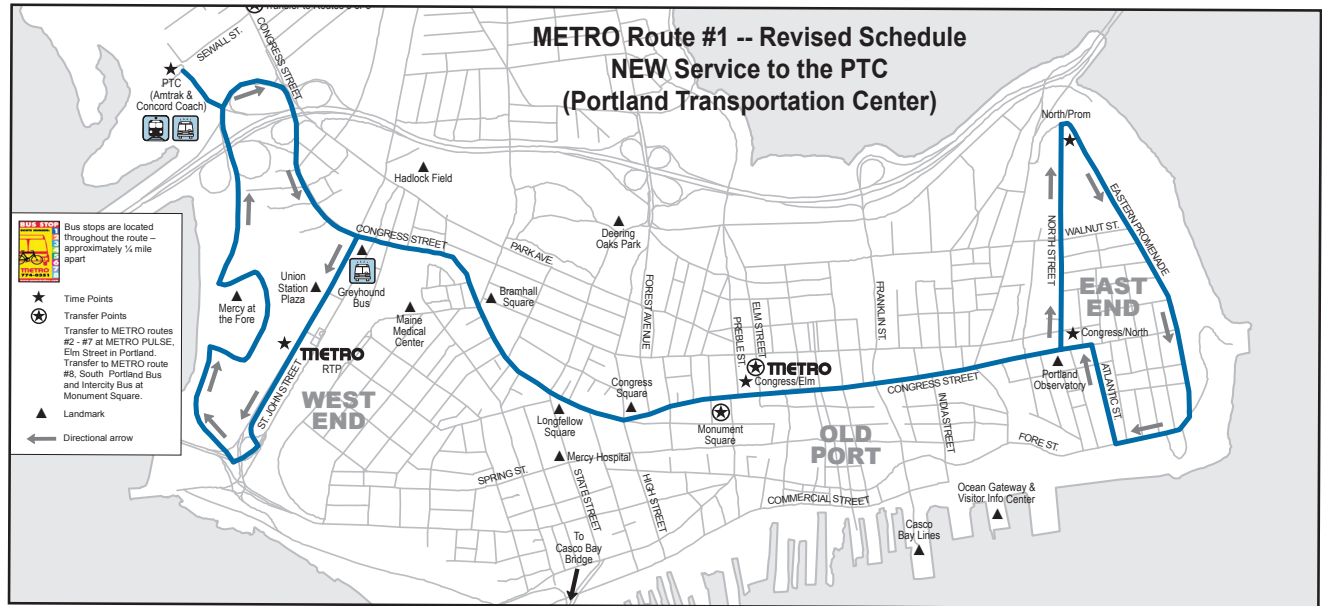 METRO Route #1 -- Revised Schedule
NEW Service to the PTC
(Portland Transportation Center)
SEWALL ST.
CONGRESS STREET
PTC
(Amtrak &
Concord Coach)
Hadlock Field
North/Prom
EASTERN PROMENADE
NORTH STREET
WALNUT ST.
EAST
END
Congress/North
Portland
Observatory
ATLANTIC ST.
BUS STOP
METRO
774-0351
Bus stops are located
throughout the route –
approximately ¼ mile
apart
Time Points
Transfer Points
Transfer to METRO routes
#2 - #7 at METRO PULSE,
Elm Street in Portland.
Transfer to METRO route
#8, South Portland Bus
and Intercity Bus at
Monument Square.
Landmark
Directional arrow
CONGRESS STREET
PARK AVE.
Deering
Oaks Park
Union
Station
Plaza
Greyhound
Bus
Mercy at
the Fore
Maine
Medical
Center
Bramhall
Square
FOREST AVENUE
PREBLE ST.
ELM STREET
FRANKLIN ST.
METRO
RTP
METRO
Congress/Elm
ST. JOHN STREET
WEST
END
Longfellow
Square
Congress
Square
Monument
Square
CONGRESS STREET
INDIA STREET
OLD
PORT
FORE ST.
Mercy Hospital
SPRING ST.
STATE STREET
HIGH STREET
COMMERCIAL STREET
Ocean Gateway &
Visitor Info Center
Casco
Bay Lines
To
Casco Bay
Bridge